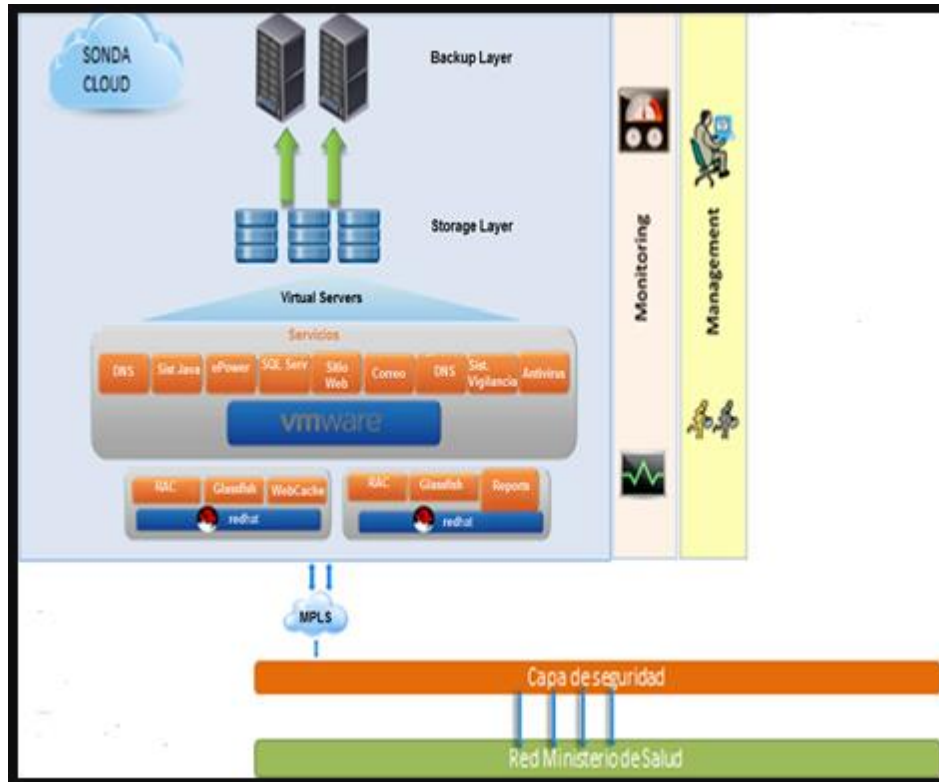 SONDA
CLOUD
Backup Layer
Storage Layer
Virtual Servers
Servicios
DNS
Sist Java
ePower
SQL Serv
Sitio
Web
Correo
DNS
Sist.
Vigilancia
Antivirus
vmware
RAC
Glassfish
WebCache
redhat
RAC
Glassfish
Reports
redhat
Monitoring
Management
MPLS
Capa de seguridad
Red Ministerio de Salud